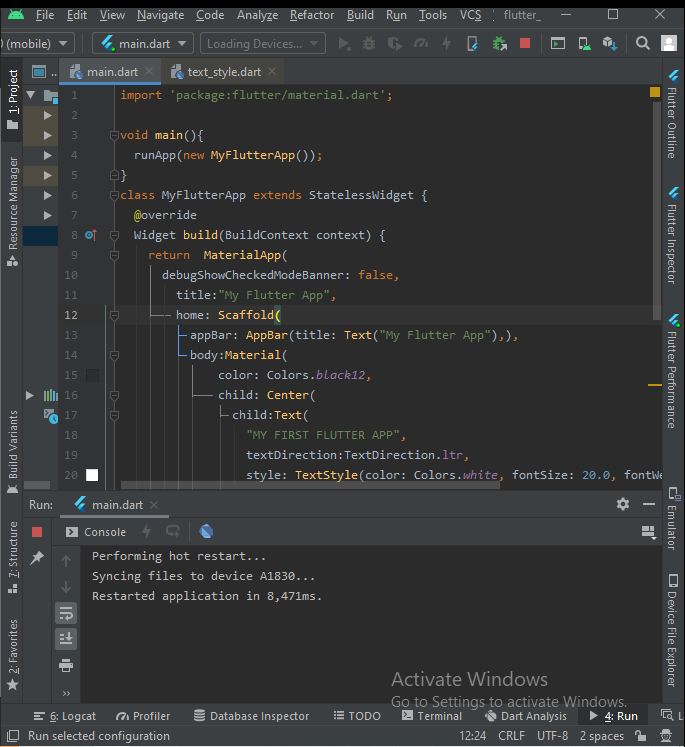 File Edit View Navigate Code Analyze Refactor Build Run Tools VCS flutter_
(mobile) main.dart Loading Devices...
main.dart text_style.dart
1: Project
Resource Manager
Build Variants
7: Structure
2: Favorites
1 import 'package:flutter/material.dart';
2
3 void main(){
4 runApp(new MyFlutterApp());
5 }
6 class MyFlutterApp extends StatelessWidget {
7 @override
8 Widget build(BuildContext context) {
9 return MaterialApp(
10 debugShowCheckedModeBanner: false,
11 title:"My Flutter App",
12 home: Scaffold(
13 appBar: AppBar(title: Text("My Flutter App"),),
14 body:Material(
15 color: Colors.black12,
16 child: Center(
17 child:Text(
18 "MY FIRST FLUTTER APP",
19 textDirection:TextDirection.ltr,
20 style: TextStyle(color: Colors.white, fontSize: 20.0, fontWe
Flutter Outline
Flutter Inspector
Flutter Performance
Emulator
Device File Explorer
Run: main.dart
Console
Performing hot restart...
Syncing files to device A1830...
Restarted application in 8,471ms.
Activate Windows
Go to Settings to activate Windows.
6: Logcat Profiler Database Inspector TODO Terminal Dart Analysis 4: Run L
Run selected configuration 12:24 CRLF UTF-8 2 spaces